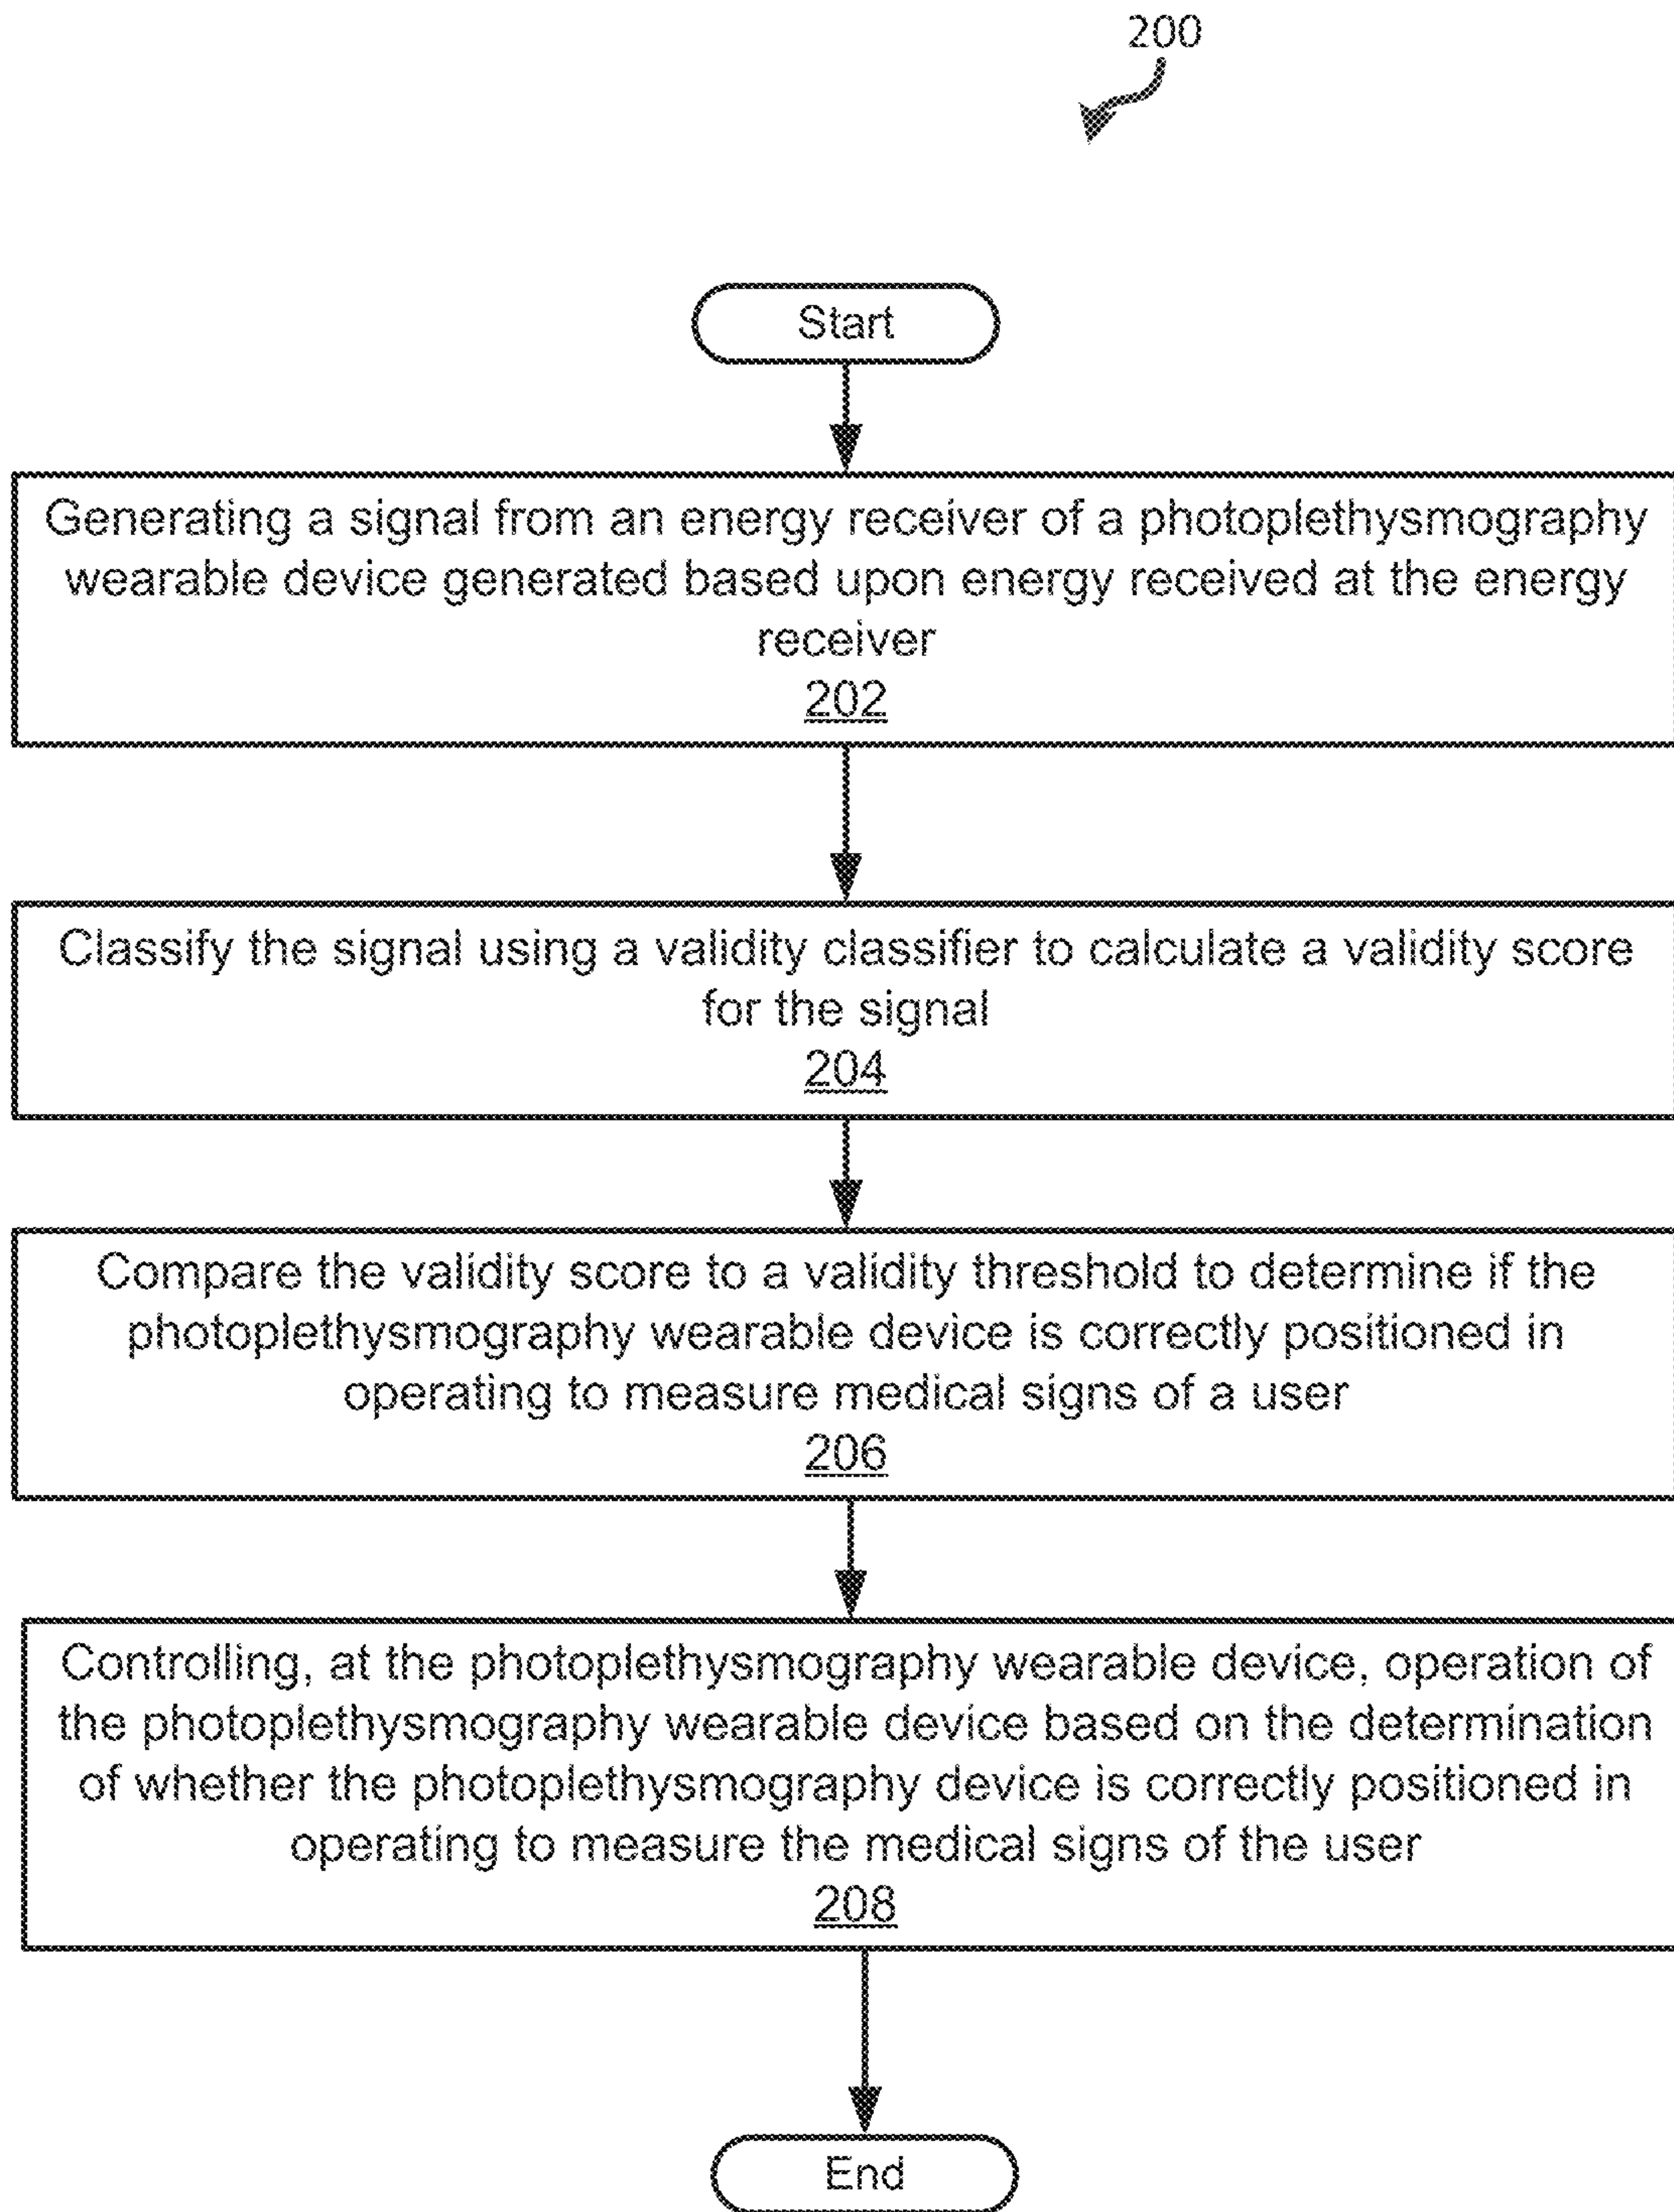 200
Start
Generating a signal from an energy receiver of a photoplethysmography
wearable device generated based upon energy received at the energy
receiver
202
Classify the signal using a validity classifier to calculate a validity score
for the signal
204
Compare the validity score to a validity threshold to determine if the
photoplethysmography wearable device is correctly positioned in
operating to measure medical signs of a user
206
Controlling, at the photoplethysmography wearable device, operation of
the photoplethysmography wearable device based on the determination
of whether the photoplethysmography device is correctly positioned in
operating to measure the medical signs of the user
208
End